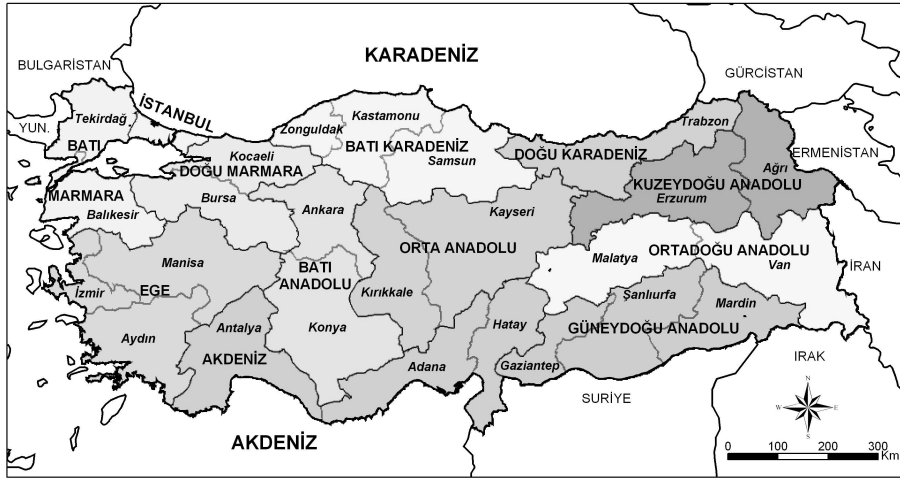 KARADENİZ
BULGARİSTAN
GÜRCİSTAN
YUN.
Tekirdağ
BATI
İSTANBUL
Zonguldak
Kastamonu
BATI KARADENİZ
Samsun
Trabzon
DOĞU KARADENİZ
ERMENİSTAN
Kocaeli
DOĞU MARMARA
Ağrı
KUZEYDOĞU ANADOLU
Erzurum
MARMARA
Balıkesir
Bursa
Ankara
Kayseri
ORTA ANADOLU
ORTADOĞU ANADOLU
Malatya
Van
İRAN
Manisa
BATI
ANADOLU
İzmir
EGE
Kırıkkale
Şanlıurfa
Mardin
Aydın
Antalya
Konya
Hatay
GÜNEYDOĞU ANADOLU
AKDENİZ
Adana
Gaziantep
IRAK
SURİYE
AKDENİZ
N
W
E
S
0 100 200 300
Km